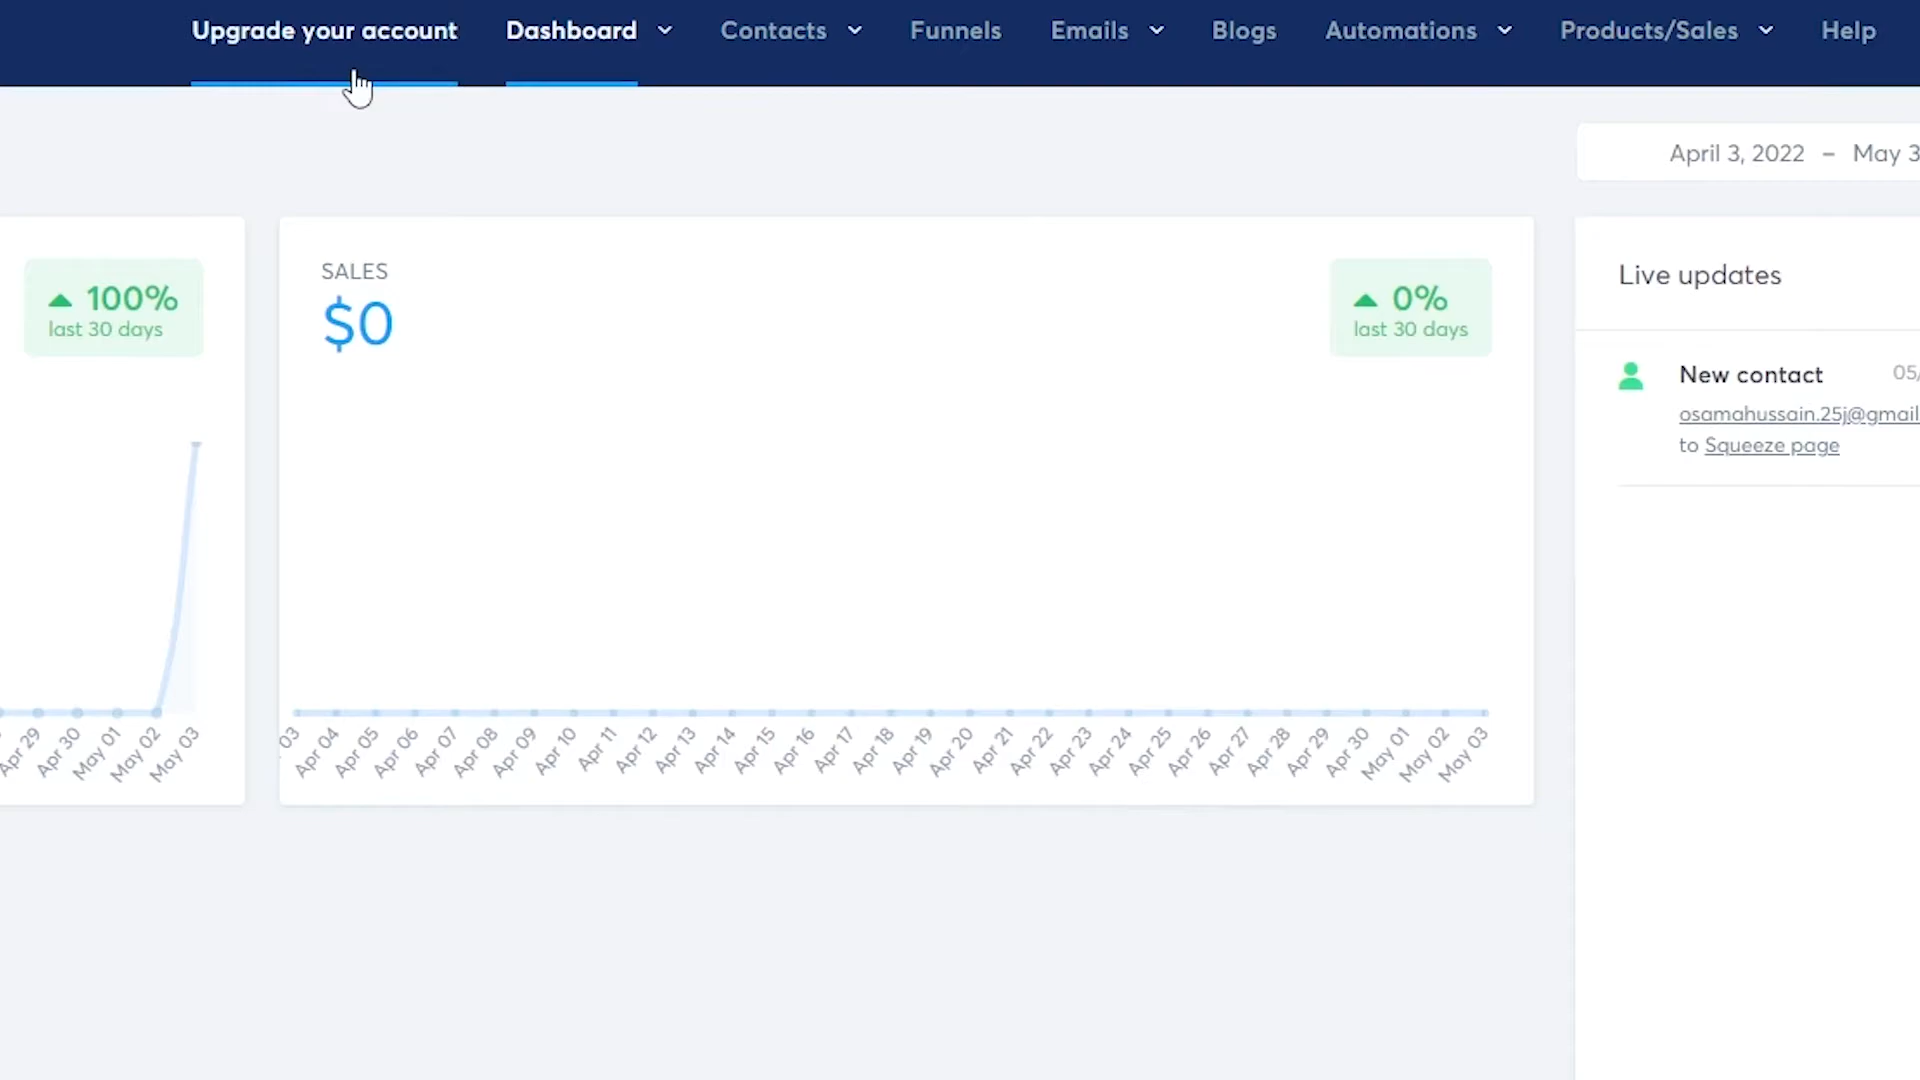 Upgrade your account Dashboard Contacts Funnels Emails Blogs Automations Products/Sales Help
April 3, 2022 – May 3
100%
last 30 days
Apr 29 Apr 30 May 01 May 02 May 03
SALES
$0
0%
last 30 days
03 Apr 04 Apr 05 Apr 06 Apr 07 Apr 08 Apr 09 Apr 10 Apr 11 Apr 12 Apr 13 Apr 14 Apr 15 Apr 16 Apr 17 Apr 18 Apr 19 Apr 20 Apr 21 Apr 22 Apr 23 Apr 24 Apr 25 Apr 26 Apr 27 Apr 28 Apr 29 Apr 30 May 01 May 02 May 03
Live updates
New contact 05/
osamahussain.25j@gmail
to Squeeze page